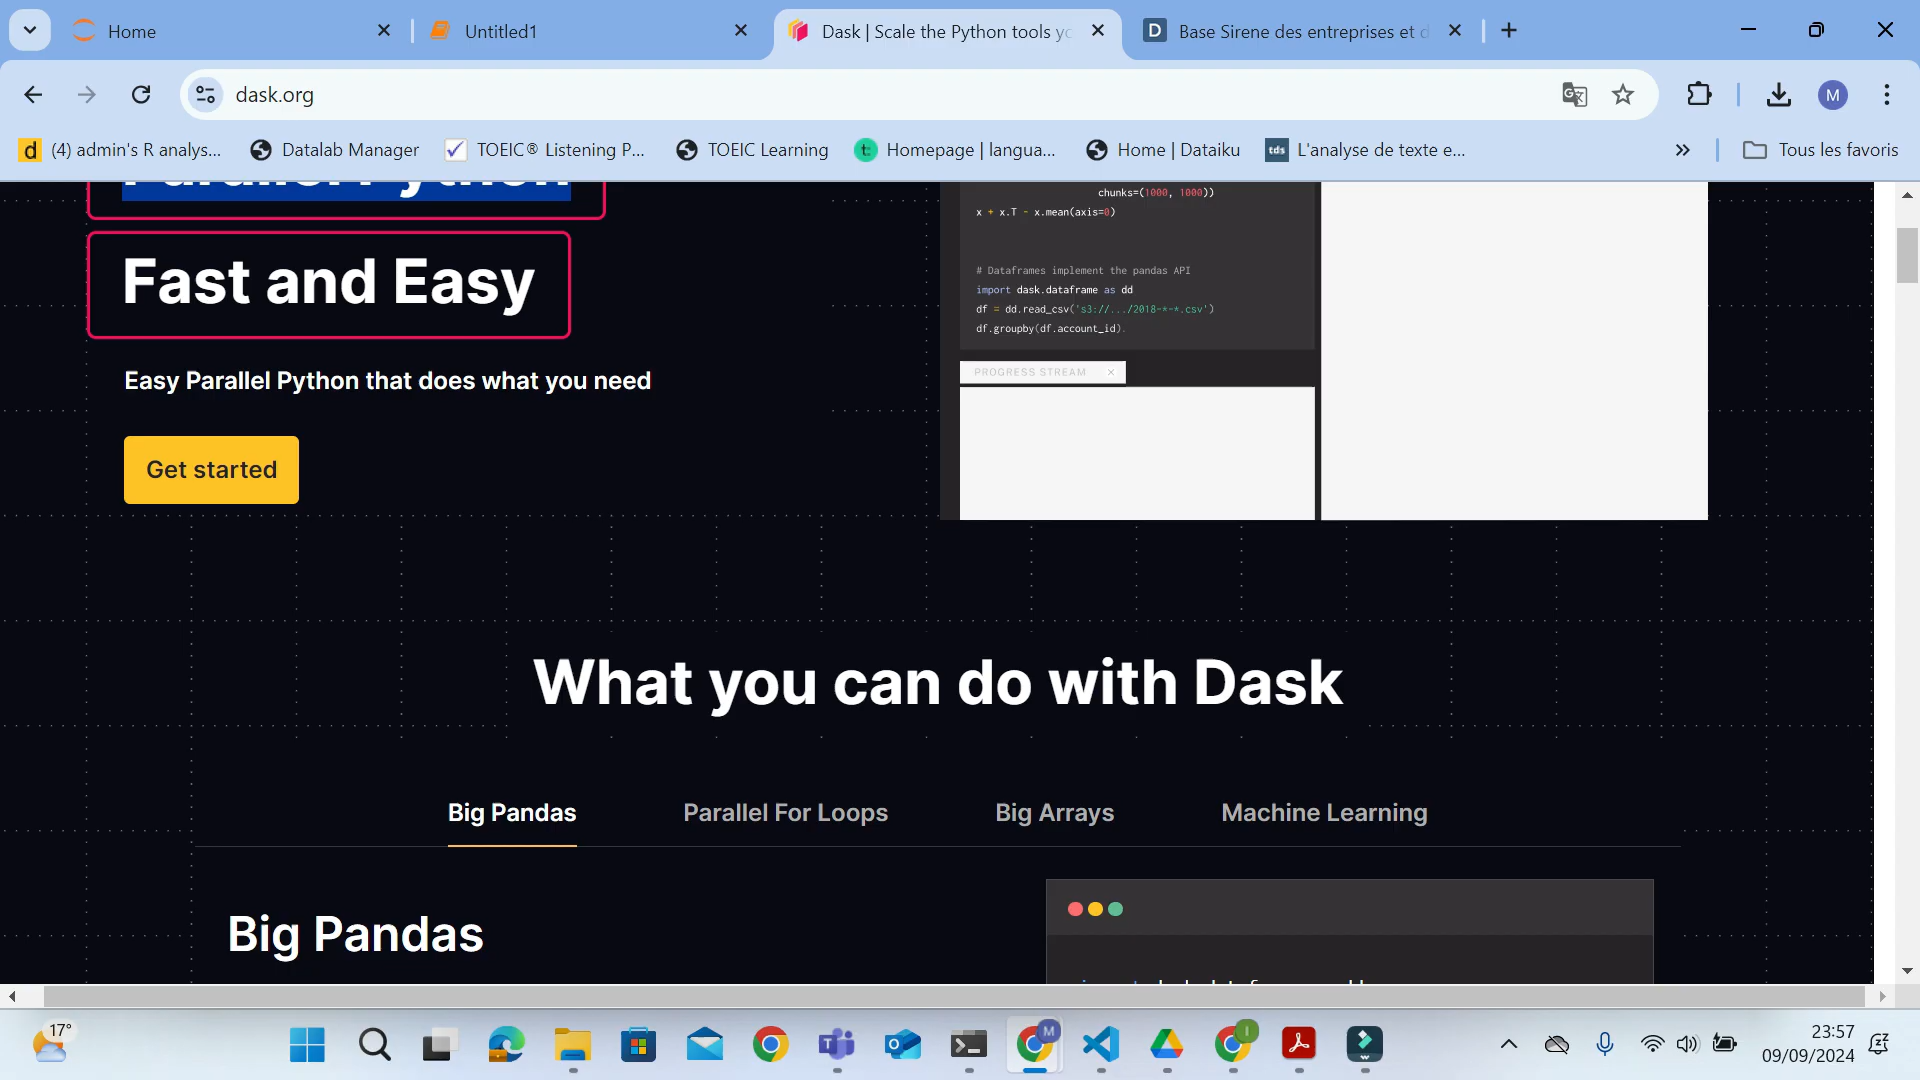 Home
Untitled1
Dask | Scale the Python tools yo
Base Sirene des entreprises et d
dask.org
M
(4) admin's R analys...
Datalab Manager
TOEIC® Listening P...
TOEIC Learning
Homepage | langua...
Home | Dataiku
tds
L'analyse de texte e...
Tous les favoris
Parallel Python
Fast and Easy
Easy Parallel Python that does what you need
Get started
chunks=(1000, 1000))
x + x.T - x.mean(axis=0)
# Dataframes implement the pandas API
import dask.dataframe as dd
df = dd.read_csv('s3://.../2018-*-*.csv')
df.groupby(df.account_id).
PROGRESS STREAM
What you can do with Dask
Big Pandas
Parallel For Loops
Big Arrays
Machine Learning
Big Pandas
17°
23:57
09/09/2024